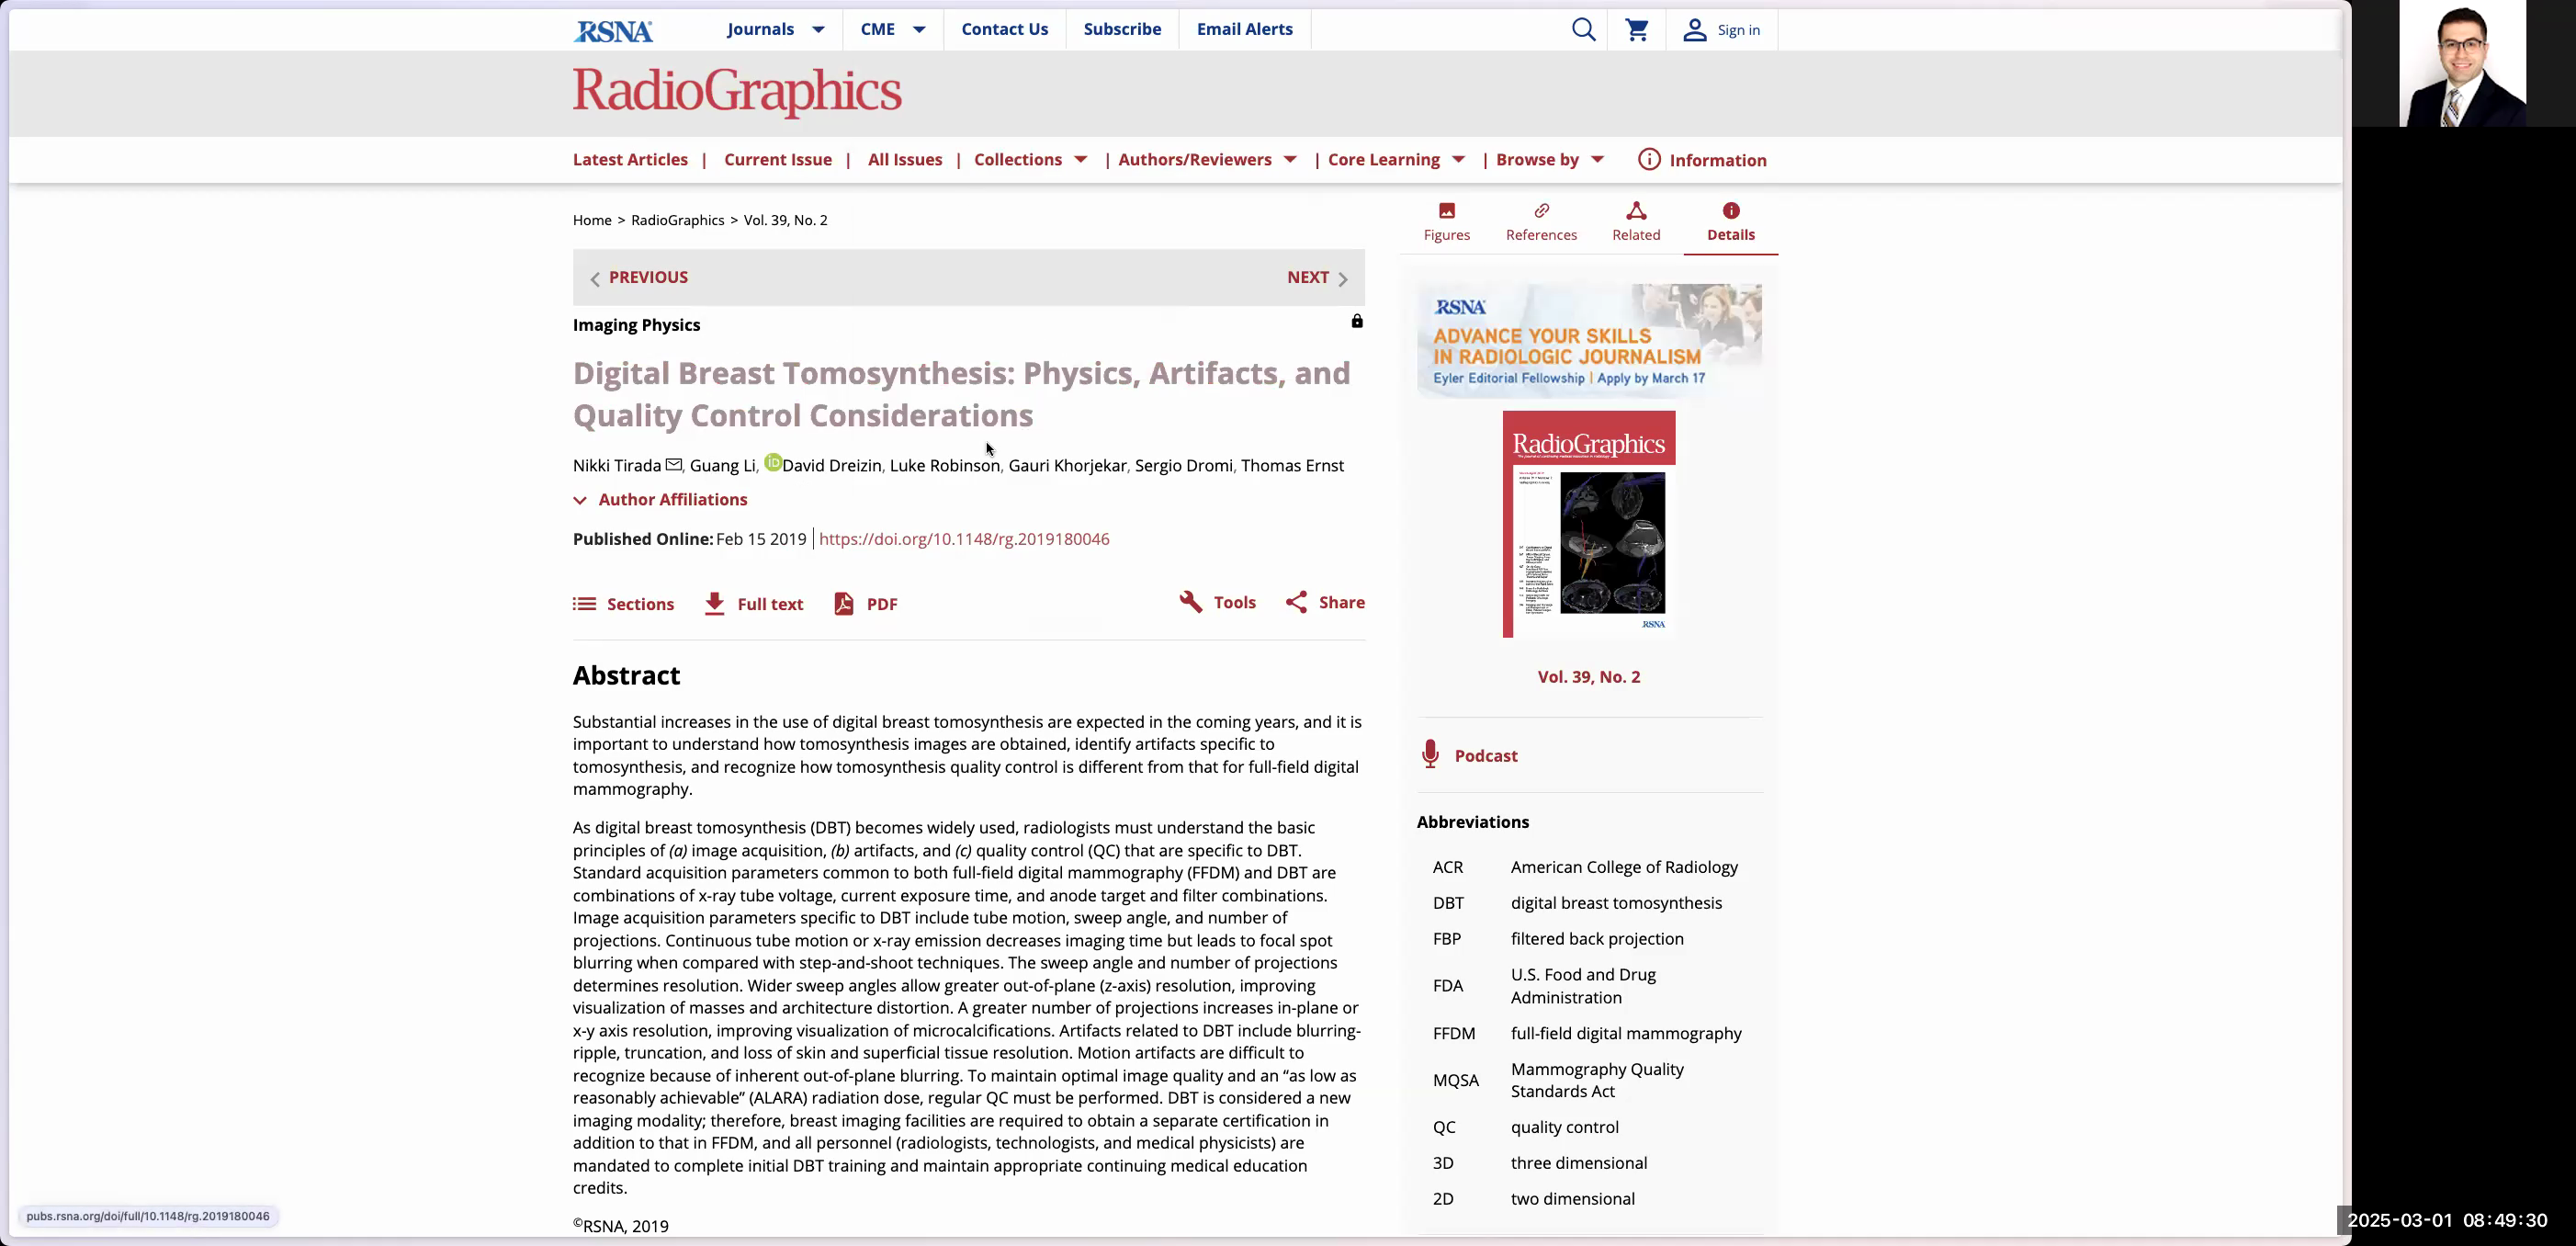 RSNA
Journals
CME
Contact Us
Subscribe
Email Alerts
Sign in
RadioGraphics
Latest Articles | Current Issue | All Issues | Collections | Authors/Reviewers | Core Learning | Browse by
Information
Home > RadioGraphics > Vol. 39, No. 2
PREVIOUS
NEXT
Imaging Physics
Digital Breast Tomosynthesis: Physics, Artifacts, and
Quality Control Considerations
Nikki Tirada, Guang Li, iD David Dreizin, Luke Robinson, Gauri Khorjekar, Sergio Dromi, Thomas Ernst
Author Affiliations
Published Online: Feb 15 2019 | https://doi.org/10.1148/rg.2019180046
Sections
Full text
PDF
Tools
Share
Abstract
Substantial increases in the use of digital breast tomosynthesis are expected in the coming years, and it is
important to understand how tomosynthesis images are obtained, identify artifacts specific to
tomosynthesis, and recognize how tomosynthesis quality control is different from that for full-field digital
mammography.
As digital breast tomosynthesis (DBT) becomes widely used, radiologists must understand the basic
principles of (a) image acquisition, (b) artifacts, and (c) quality control (QC) that are specific to DBT.
Standard acquisition parameters common to both full-field digital mammography (FFDM) and DBT are
combinations of x-ray tube voltage, current exposure time, and anode target and filter combinations.
Image acquisition parameters specific to DBT include tube motion, sweep angle, and number of
projections. Continuous tube motion or x-ray emission decreases imaging time but leads to focal spot
blurring when compared with step-and-shoot techniques. The sweep angle and number of projections
determines resolution. Wider sweep angles allow greater out-of-plane (z-axis) resolution, improving
visualization of masses and architecture distortion. A greater number of projections increases in-plane or
x-y axis resolution, improving visualization of microcalcifications. Artifacts related to DBT include blurring-
ripple, truncation, and loss of skin and superficial tissue resolution. Motion artifacts are difficult to
recognize because of inherent out-of-plane blurring. To maintain optimal image quality and an “as low as
reasonably achievable” (ALARA) radiation dose, regular QC must be performed. DBT is considered a new
imaging modality; therefore, breast imaging facilities are required to obtain a separate certification in
addition to that in FFDM, and all personnel (radiologists, technologists, and medical physicists) are
mandated to complete initial DBT training and maintain appropriate continuing medical education
credits.
©RSNA, 2019
pubs.rsna.org/doi/full/10.1148/rg.2019180046
Figures
References
Related
Details
RSNA
ADVANCE YOUR SKILLS
IN RADIOLOGIC JOURNALISM
Eyler Editorial Fellowship | Apply by March 17
RadioGraphics
RSNA
Vol. 39, No. 2
Podcast
Abbreviations
ACR American College of Radiology
DBT digital breast tomosynthesis
FBP filtered back projection
FDA U.S. Food and Drug
Administration
FFDM full-field digital mammography
MQSA Mammography Quality
Standards Act
QC quality control
3D three dimensional
2D two dimensional
2025-03-01 08:49:30